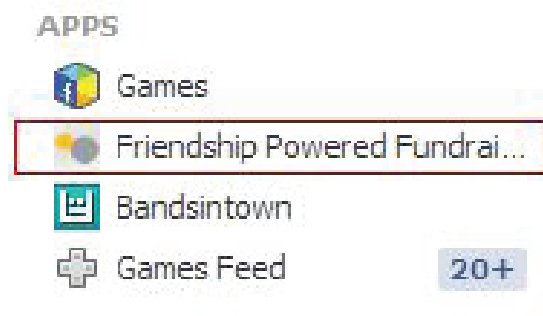 APPS
Games
Friendship Powered Fundrai...
Bandsintown
Games Feed 20+